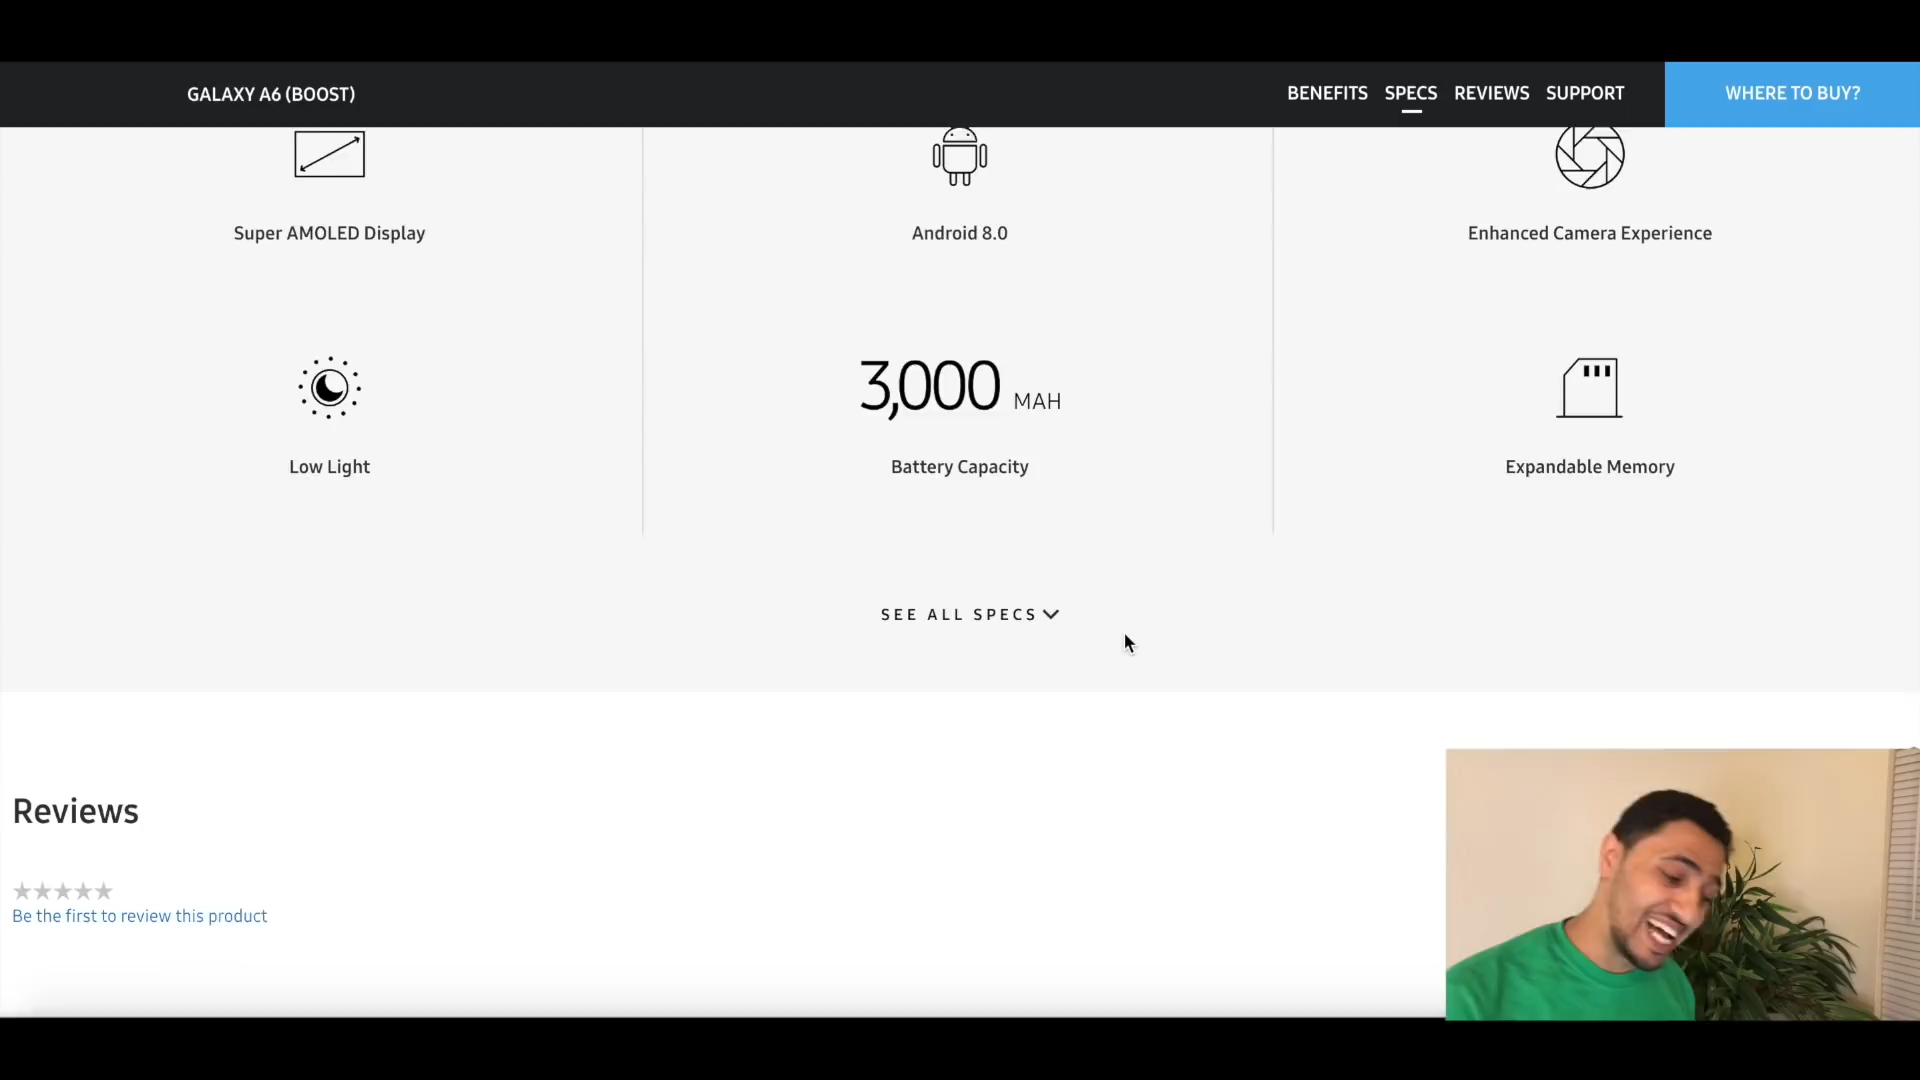 GALAXY A6 (BOOST)
BENEFITS SPECS REVIEWS SUPPORT WHERE TO BUY?
Super AMOLED Display
Android 8.0
Enhanced Camera Experience
Low Light
3,000 MAH
Battery Capacity
Expandable Memory
SEE ALL SPECS
Reviews
Be the first to review this product